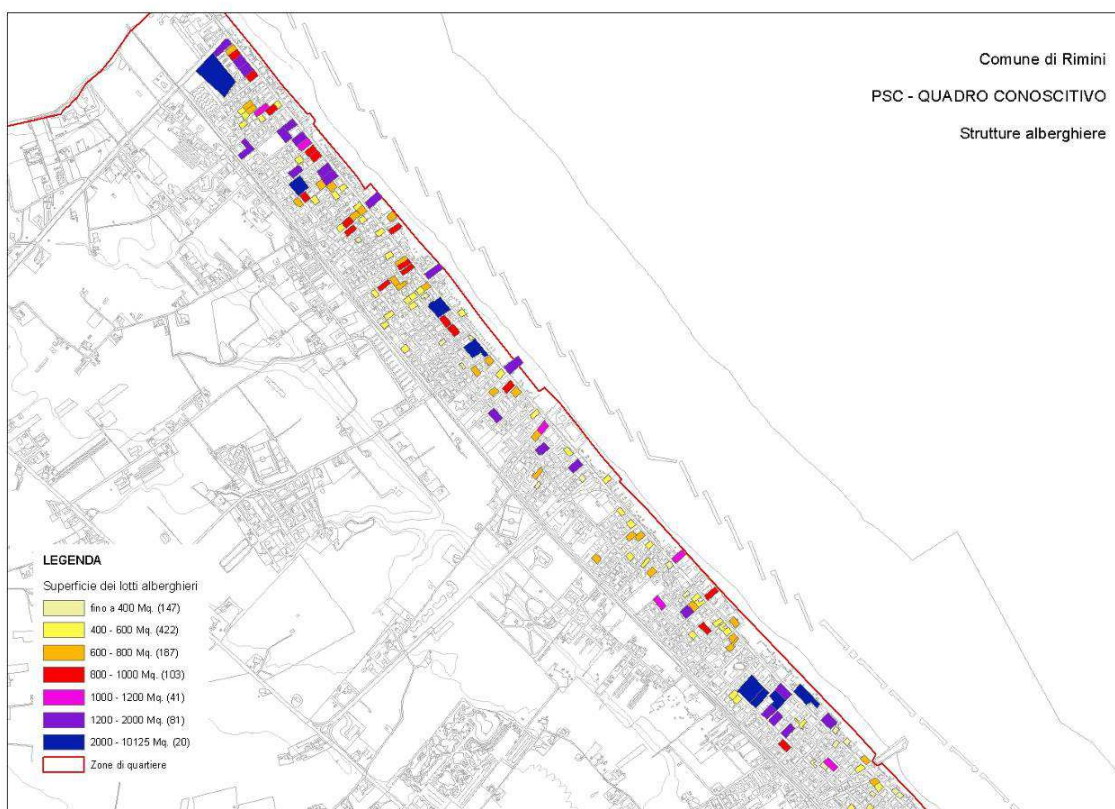 Comune di Rimini
PSC - QUADRO CONOSCITIVO
Strutture alberghiere
LEGENDA
Superficie dei lotti alberghieri
fino a 400 Mq. (147)
400 - 600 Mq. (422)
600 - 800 Mq. (187)
800 - 1000 Mq. (103)
1000 - 1200 Mq. (41)
1200 - 2000 Mq. (81)
2000 - 10125 Mq. (20)
Zone di quartiere